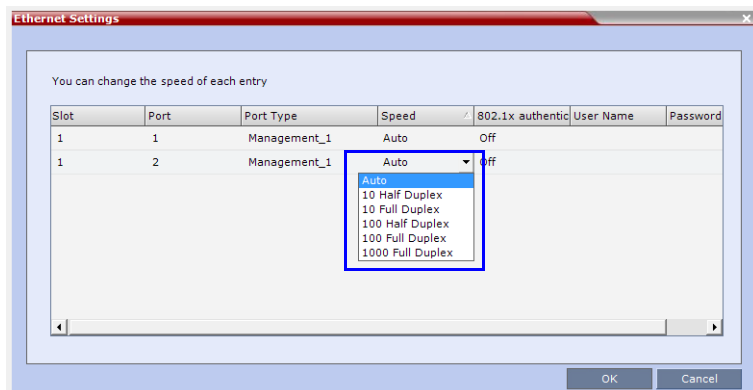 Ethernet Settings
You can change the speed of each entry
Slot Port Port Type Speed 802.1x authentic User Name Password
1 1 Management_1 Auto Off
1 2 Management_1 Auto Off
Auto
10 Half Duplex
10 Full Duplex
100 Half Duplex
100 Full Duplex
1000 Full Duplex
OK Cancel